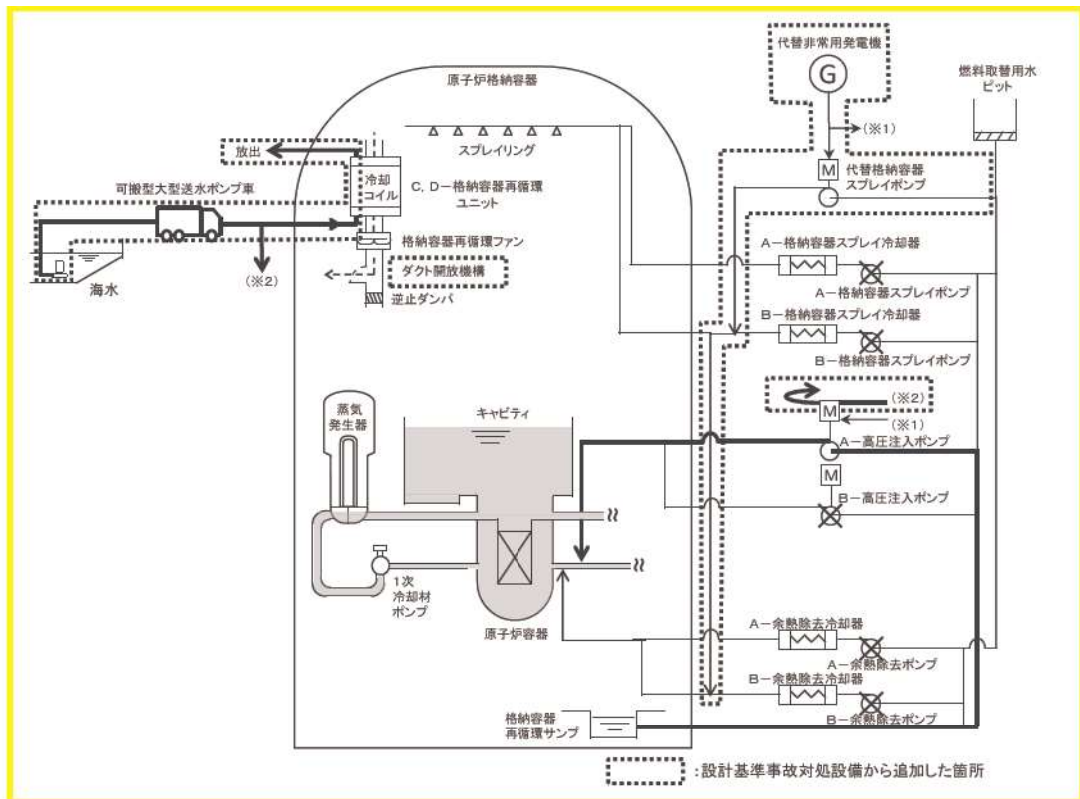 代替非常用発電機
G
燃料取替用水
ピット
原子炉格納容器
(※1)
放出
スプレイリング
M
代替格納容器
スプレイポンプ
冷却
コイル
C, D－格納容器再循環
ユニット
可搬型大型送水ポンプ車
格納容器再循環ファン
A－格納容器スプレイ冷却器
(※2)
ダクト開放機構
海水
逆止ダンパ
A－格納容器スプレイポンプ
B－格納容器スプレイ冷却器
B－格納容器スプレイポンプ
蒸気
発生器
キャビティ
(※2)
M
(※1)
A－高圧注入ポンプ
M
B－高圧注入ポンプ
1次
冷却材
ポンプ
原子炉容器
A－余熱除去冷却器
A－余熱除去ポンプ
B－余熱除去冷却器
B－余熱除去ポンプ
格納容器
再循環サンプ
：設計基準事故対処設備から追加した箇所